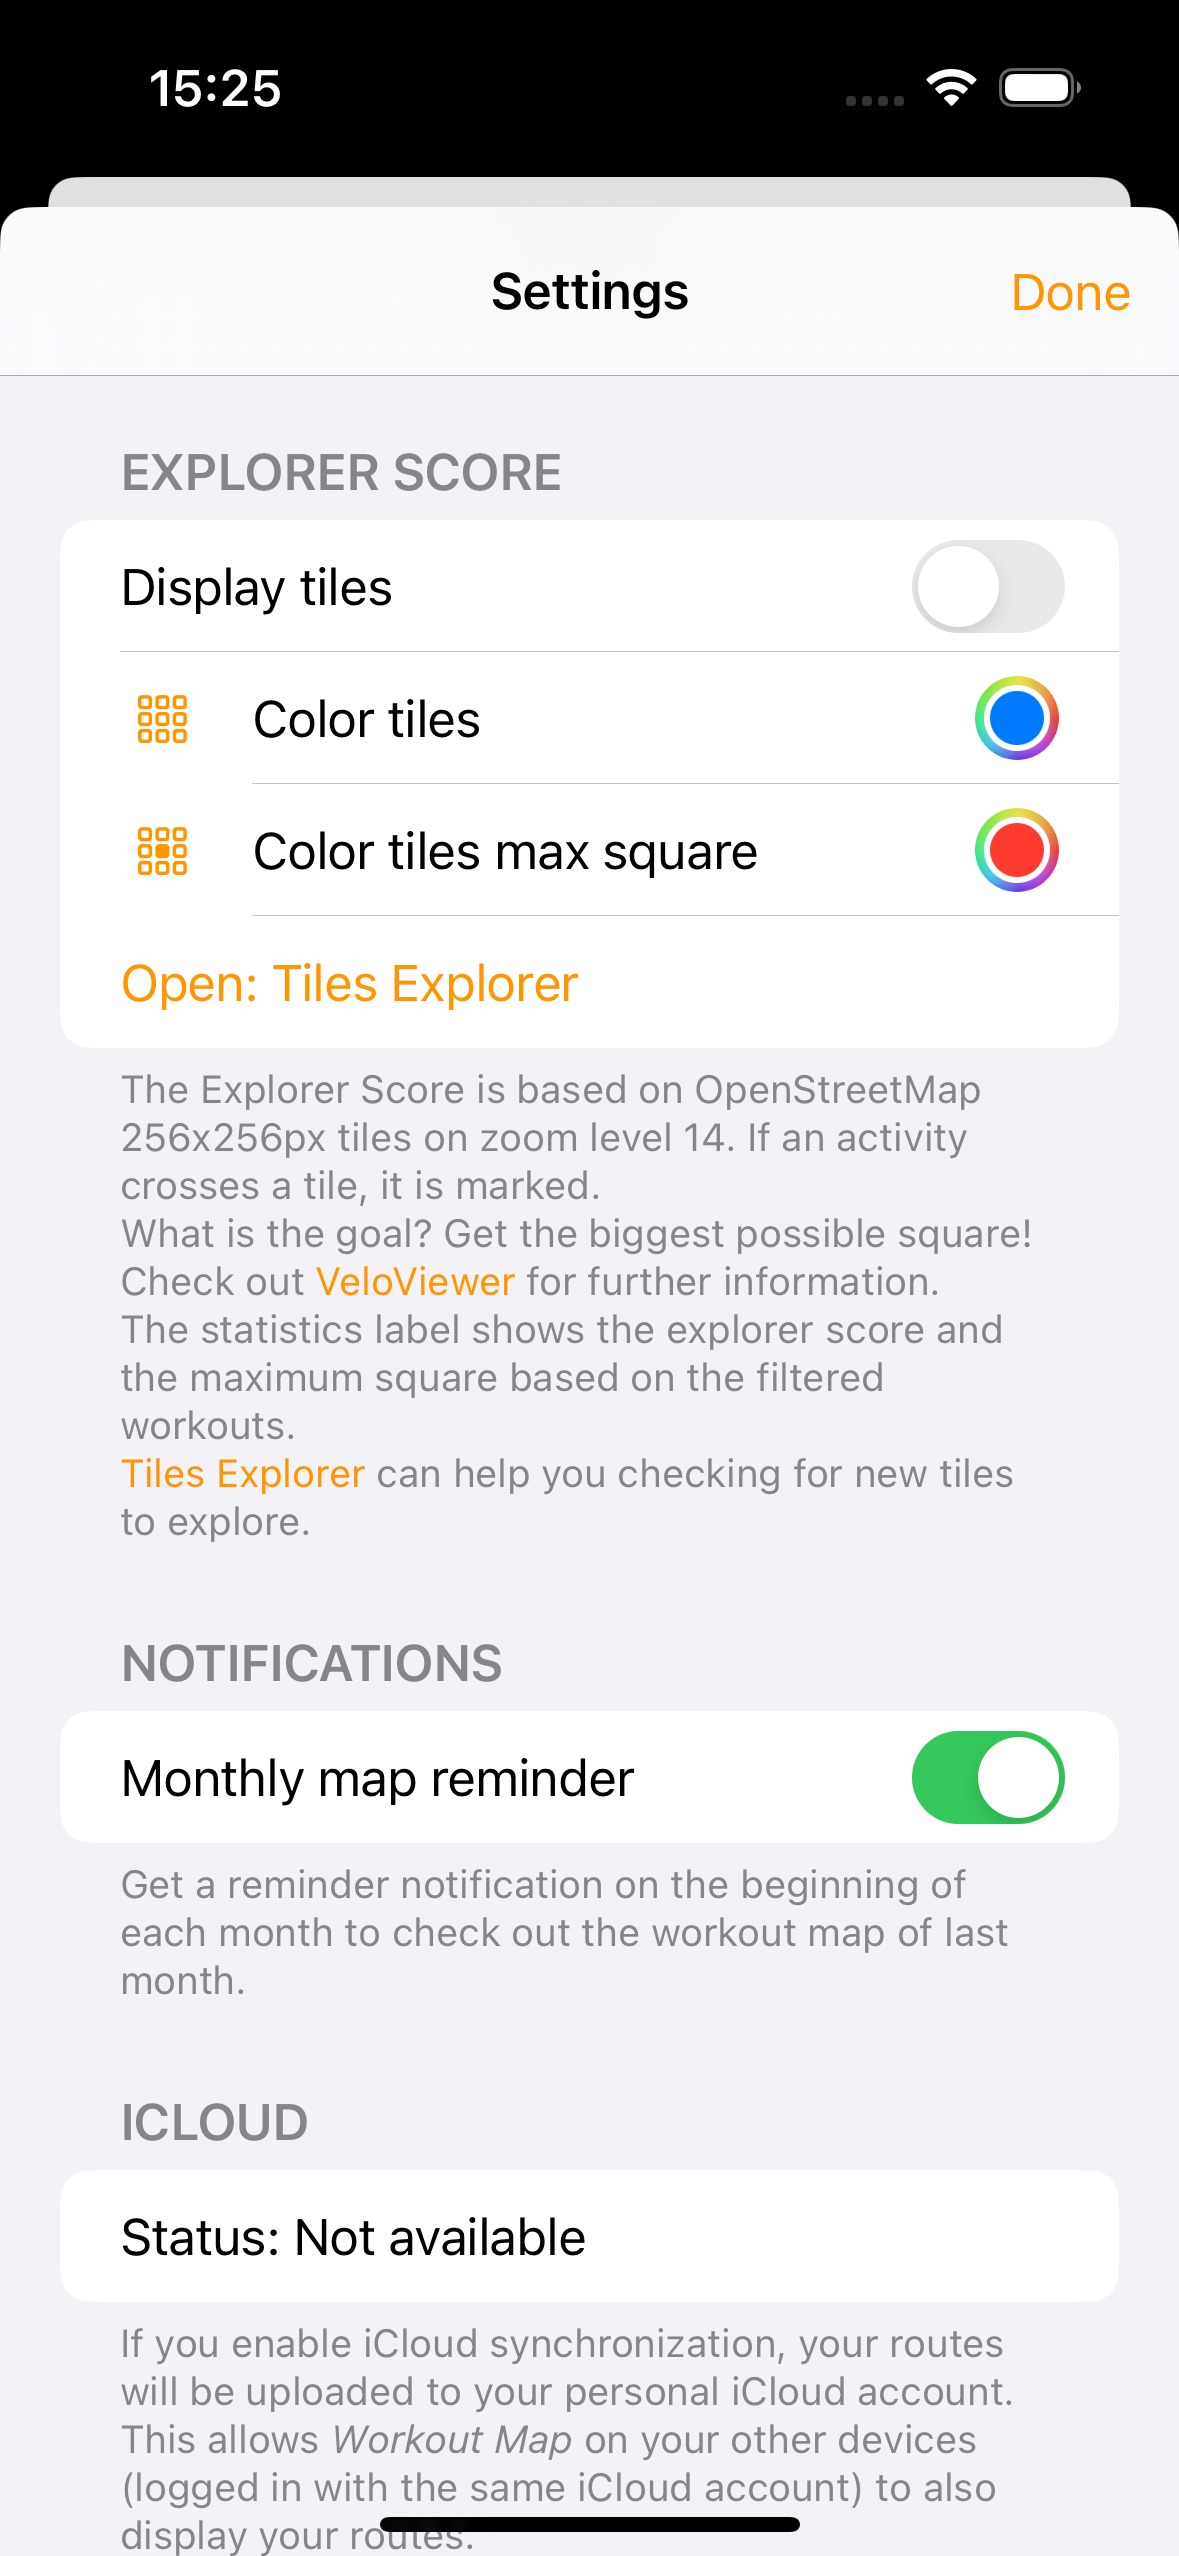 15:25
Settings
Done
EXPLORER SCORE
Display tiles
Color tiles
Color tiles max square
Open: Tiles Explorer
The Explorer Score is based on OpenStreetMap
256x256px tiles on zoom level 14. If an activity
crosses a tile, it is marked.
What is the goal? Get the biggest possible square!
Check out VeloViewer for further information.
The statistics label shows the explorer score and
the maximum square based on the filtered
workouts.
Tiles Explorer can help you checking for new tiles
to explore.
NOTIFICATIONS
Monthly map reminder
Get a reminder notification on the beginning of
each month to check out the workout map of last
month.
ICLOUD
Status: Not available
If you enable iCloud synchronization, your routes
will be uploaded to your personal iCloud account.
This allows Workout Map on your other devices
(logged in with the same iCloud account) to also
display your routes.